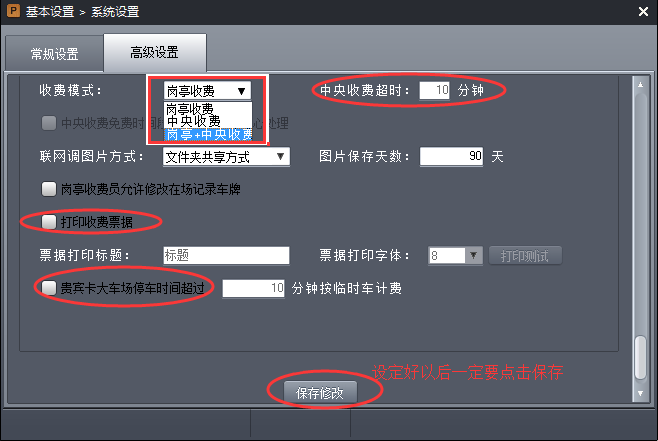 P 基本设置 > 系统设置
常规设置 高级设置
收费模式： 岗亭收费 中央收费超时： 10 分钟
岗亭收费
中央收费
岗亭+中央收费
中央收费免费时 处理
联网调图片方式： 文件夹共享方式 图片保存天数： 90 天
岗亭收费员允许修改在场记录车牌
打印收费票据
票据打印标题： 标题 票据打印字体： 8 打印测试
贵宾卡大车场停车时间超过 10 分钟按临时车计费
设定好以后一定要点击保存
保存修改